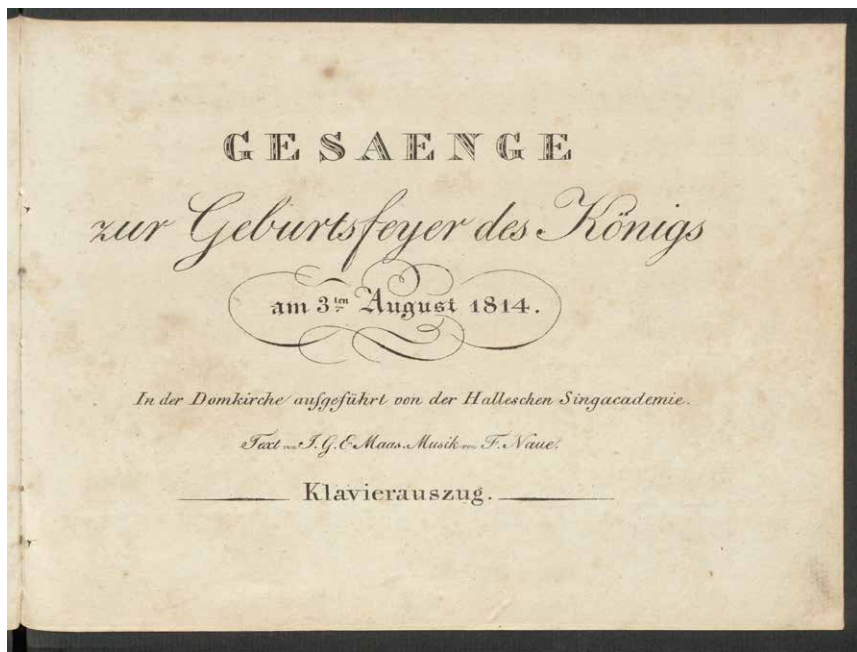 GESAENGE
zur Geburtsfeyer des Königs
am 3ten August 1814.
In der Domkirche aufgeführt von der Halleschen Singacademie.
Text von J. G. E. Maas. Musik von F. Naue.
Klavierauszug.